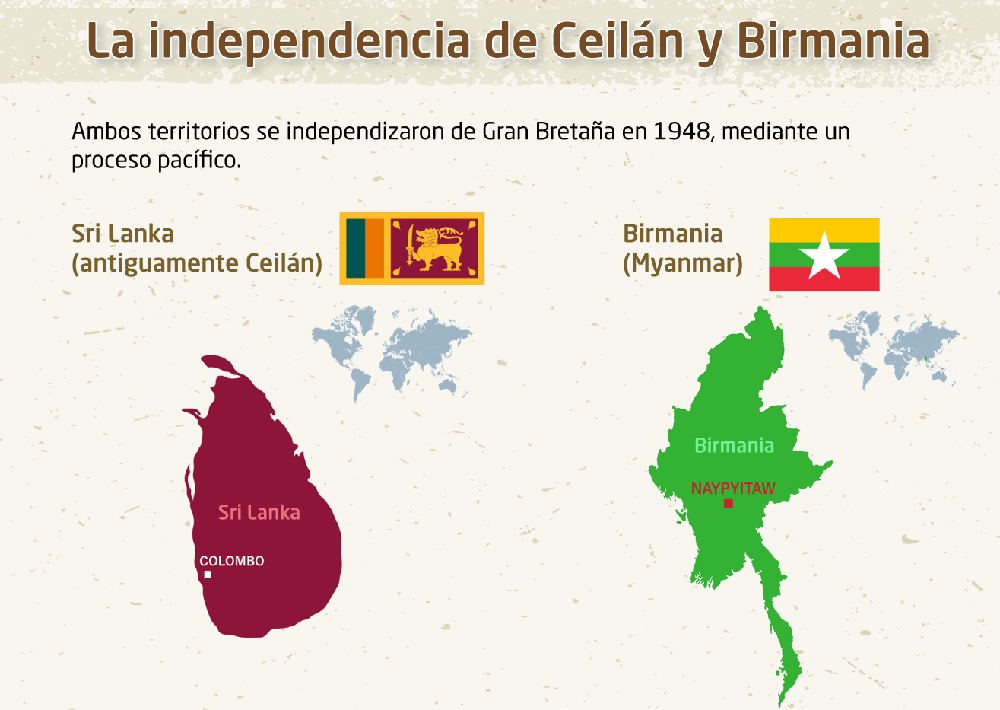 La independencia de Ceilán y Birmania
Ambos territorios se independizaron de Gran Bretaña en 1948, mediante un
proceso pacífico.
Sri Lanka
(antiguamente Ceilán)
Birmania
(Myanmar)
Sri Lanka
COLOMBO
Birmania
NAYPYITAW